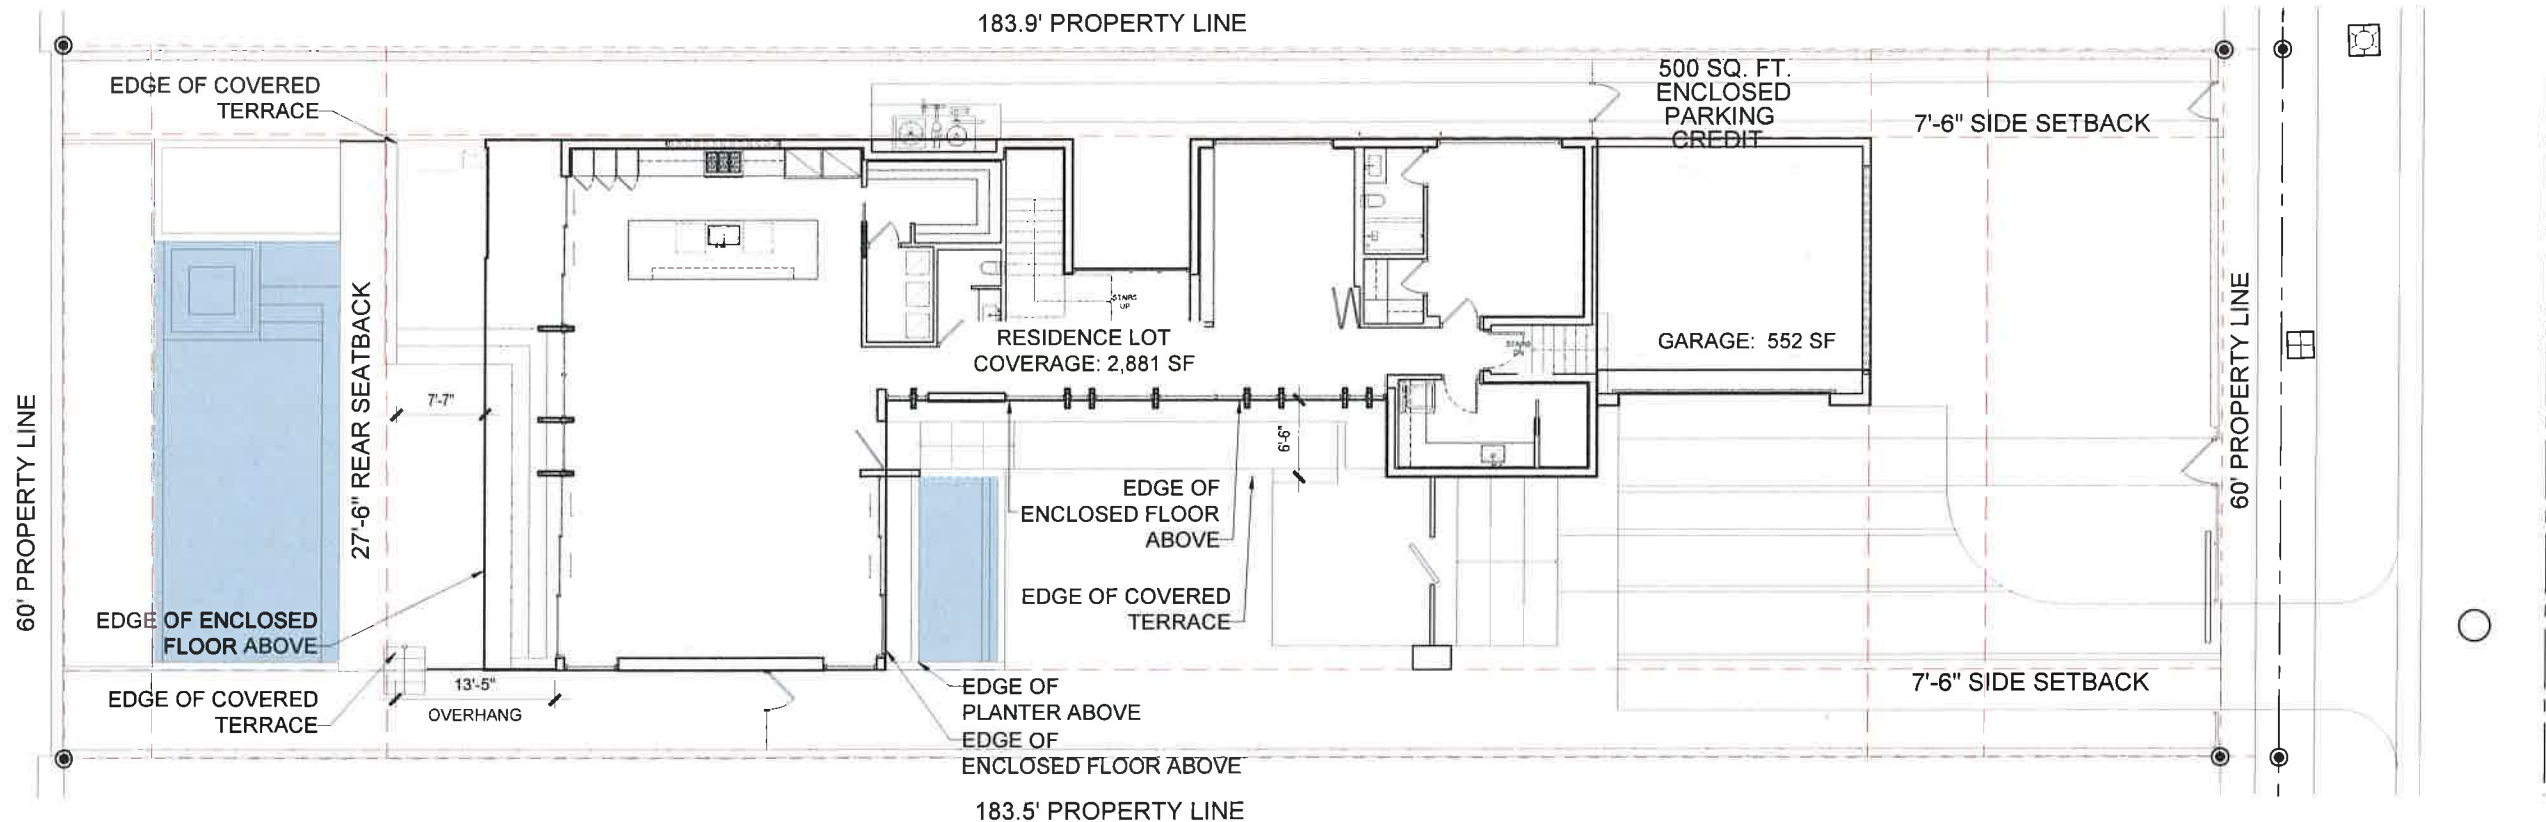 183.9' PROPERTY LINE
EDGE OF COVERED
TERRACE
500 SQ. FT.
ENCLOSED
PARKING
CREDIT
7'-6" SIDE SETBACK
60' PROPERTY LINE
27'-6" REAR SEATBACK
7'-7"
STAIRS
UP
RESIDENCE LOT
COVERAGE: 2,881 SF
STAIRS
DN
GARAGE: 552 SF
60' PROPERTY LINE
6'-6"
EDGE OF
ENCLOSED FLOOR
ABOVE
EDGE OF COVERED
TERRACE
EDGE OF ENCLOSED
FLOOR ABOVE
EDGE OF COVERED
TERRACE
13'-5"
OVERHANG
EDGE OF
PLANTER ABOVE
EDGE OF
ENCLOSED FLOOR ABOVE
7'-6" SIDE SETBACK
183.5' PROPERTY LINE